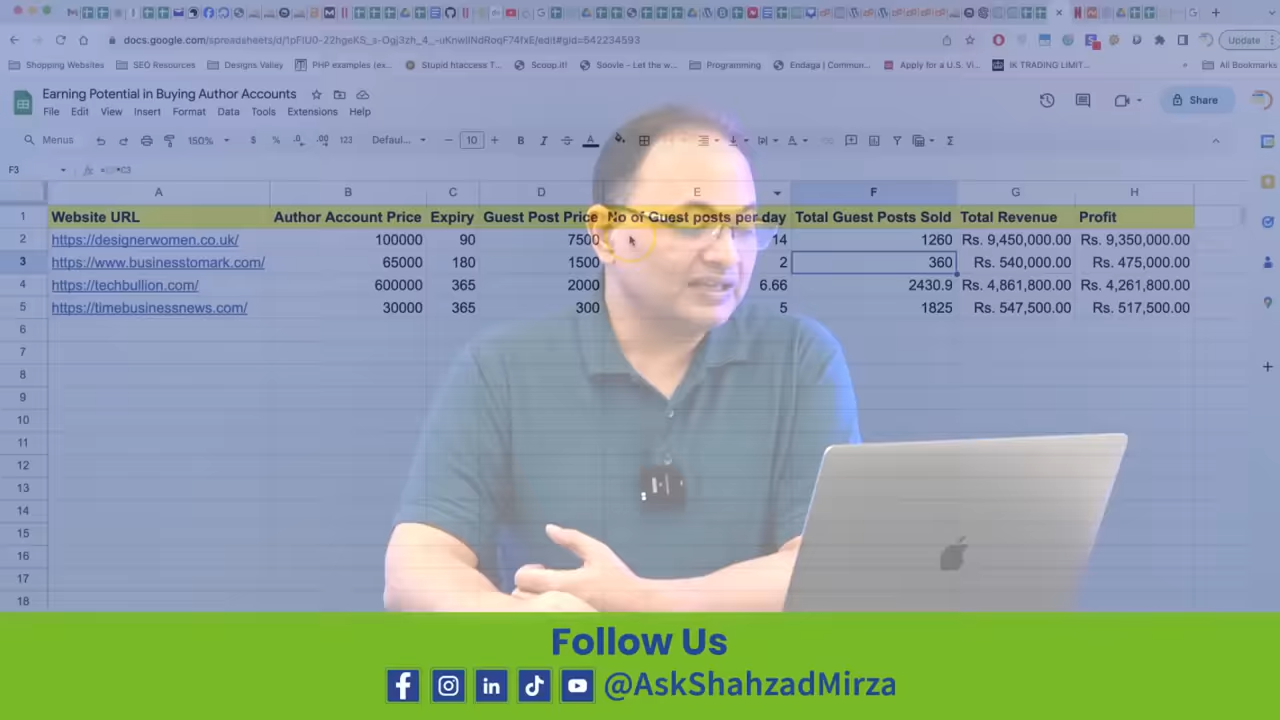 docs.google.com/spreadsheets/d/1pFIU0-22hgeKS_s-Ogj3zh_4_-uKnwIlNdRoqF74fxE/edit#gid=542234593
Update
Shopping Websites SEO Resources Designs Valley PHP examples (ex... Stupid htaccess T... Scoop.it! Soovle - Let the w... Programming Endaga | Commun... Apply for a U.S. Vi... IK TRADING LIMIT... All Bookmarks
Earning Potential in Buying Author Accounts
File Edit View Insert Format Data Tools Extensions Help
Share
Menus 150% $ % .0 .00 123 Defaul... 10 B I A
F3
A B C D E F G H
1 Website URL Author Account Price Expiry Guest Post Price No of Guest posts per day Total Guest Posts Sold Total Revenue Profit
2 https://designerwomen.co.uk/ 100000 90 7500 14 1260 Rs. 9,450,000.00 Rs. 9,350,000.00
3 https://www.businesstomark.com/ 65000 180 1500 2 360 Rs. 540,000.00 Rs. 475,000.00
4 https://techbullion.com/ 600000 365 2000 6.66 2430.9 Rs. 4,861,800.00 Rs. 4,261,800.00
5 https://timebusinessnews.com/ 30000 365 300 5 1825 Rs. 547,500.00 Rs. 517,500.00
6
7
8
9
10
11
12
13
14
15
16
17
18
Follow Us
@AskShahzadMirza